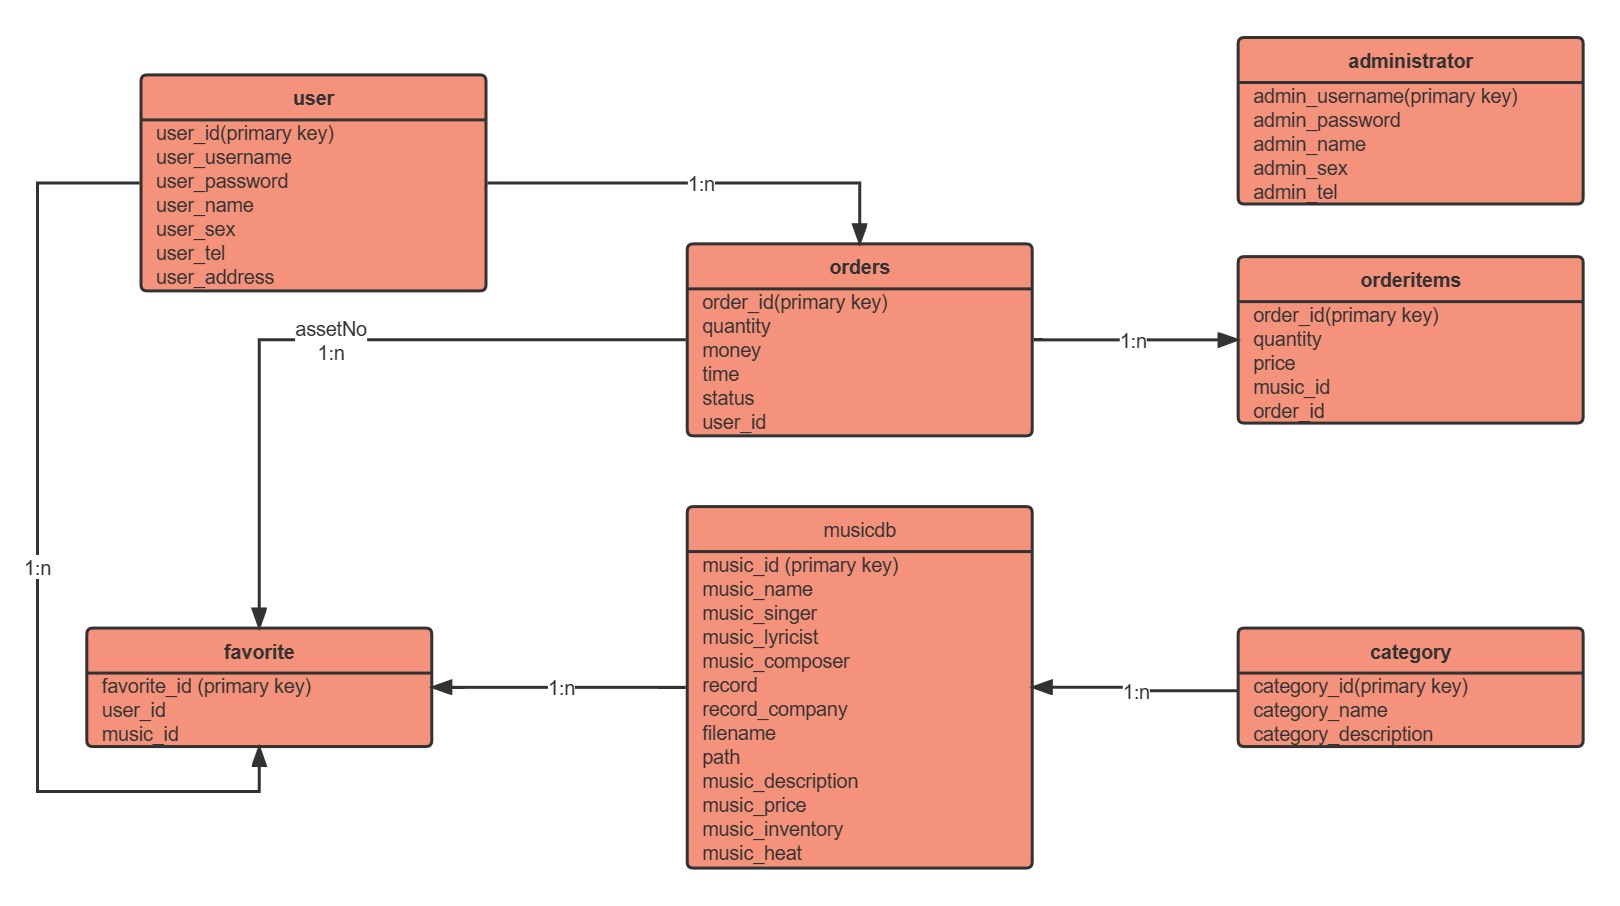 user
user_id(primary key)
user_username
user_password
user_name
user_sex
user_tel
user_address
1:n
administrator
admin_username(primary key)
admin_password
admin_name
admin_sex
admin_tel
orders
order_id(primary key)
quantity
money
time
status
user_id
assetNo
1:n
1:n
orderitems
order_id(primary key)
quantity
price
music_id
order_id
1:n
favorite
favorite_id (primary key)
user_id
music_id
1:n
musicdb
music_id (primary key)
music_name
music_singer
music_lyricist
music_composer
record
record_company
filename
path
music_description
music_price
music_inventory
music_heat
1:n
category
category_id(primary key)
category_name
category_description